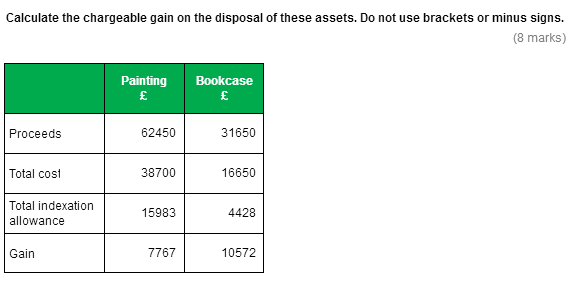 Calculate the chargeable gain on the disposal of these assets. Do not use brackets or minus signs.
(8 marks)
Painting Bookcase
£ £
Proceeds 62450 31650
Total cost 38700 16650
Total indexation
allowance 15983 4428
Gain 7767 10572